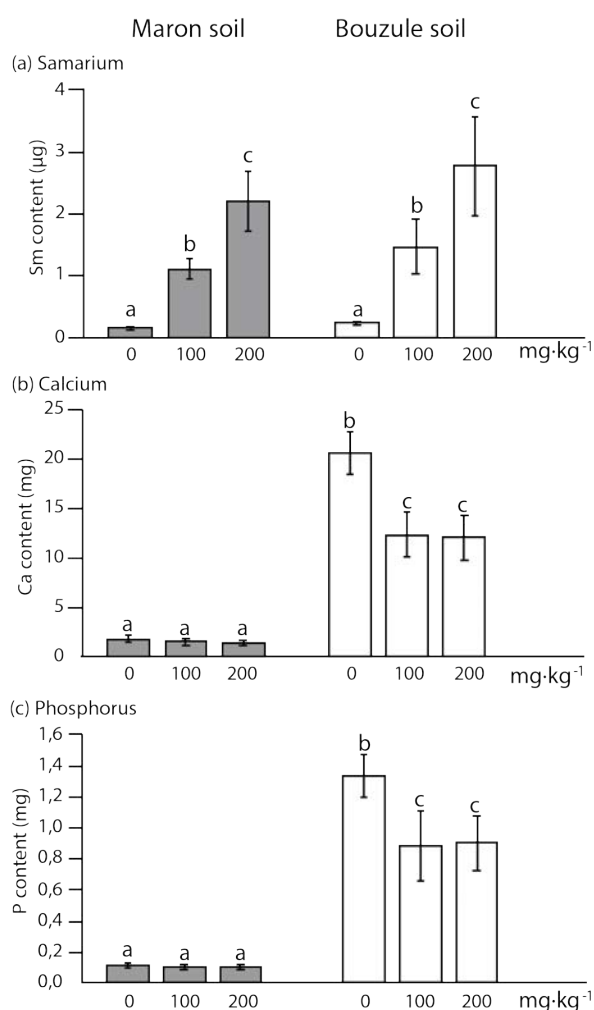 Maron soil Bouzule soil
(a) Samarium
Sm content (µg)
4
3
2
1
0
a
b
c
a
b
c
0 100 200 0 100 200 mg·kg-1
(b) Calcium
Ca content (mg)
25
20
15
10
5
0
a
a
a
b
c
c
0 100 200 0 100 200 mg·kg-1
(c) Phosphorus
P content (mg)
1,6
1,4
1,2
1,0
0,8
0,6
0,4
0,2
0,0
a
a
a
b
c
c
0 100 200 0 100 200 mg·kg-1